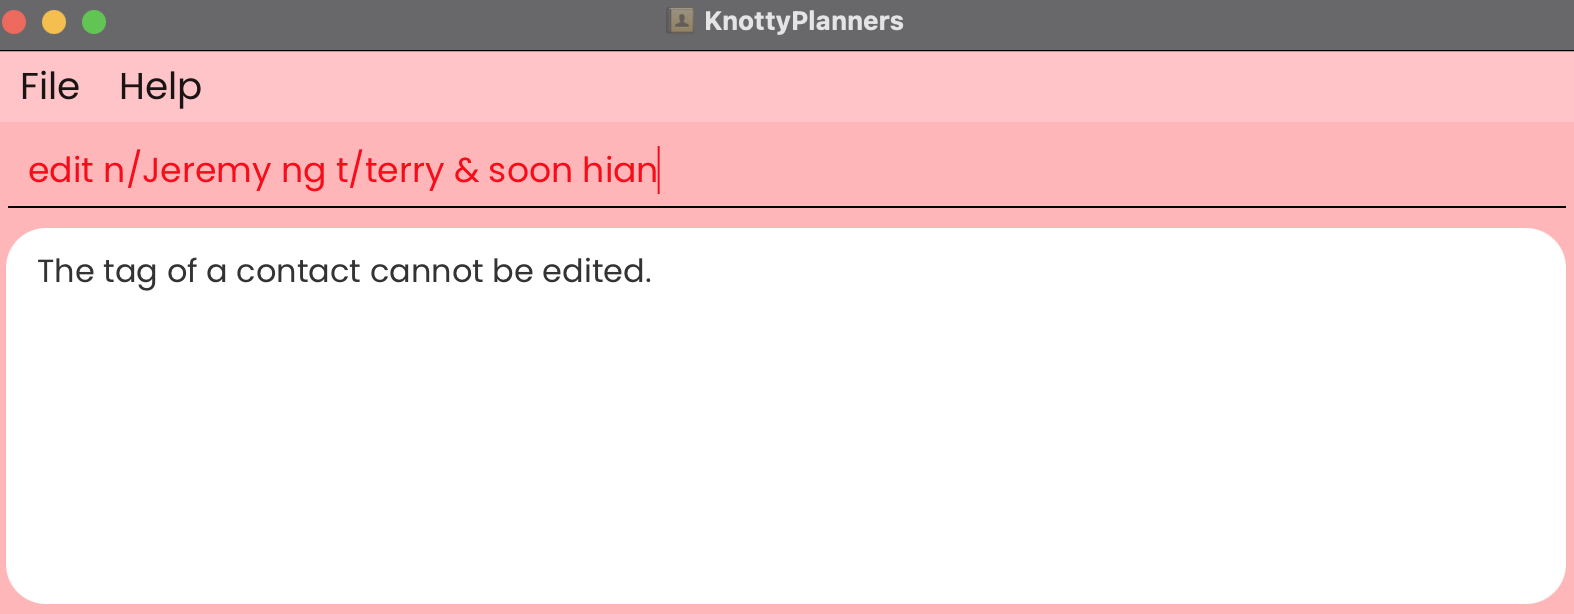 KnottyPlanners
File Help
edit n/Jeremy ng t/terry & soon hian
The tag of a contact cannot be edited.